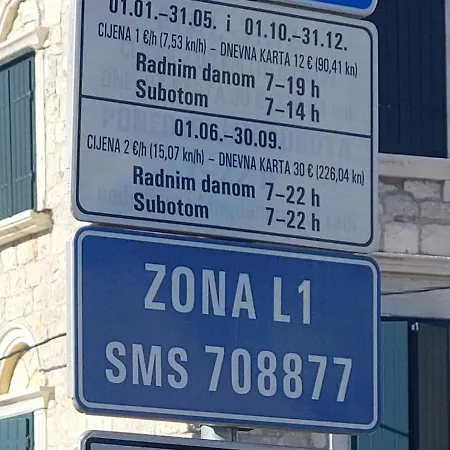 01.01.-31.05. i 01.10.-31.12.
CIJENA 1 €/h (7,53 kn/h) – DNEVNA KARTA 12 € (90,41 kn)
Radnim danom 7–19 h
Subotom 7–14 h
01.06.-30.09.
CIJENA 2 €/h (15,07 kn/h) – DNEVNA KARTA 30 € (226,04 kn)
Radnim danom 7–22 h
Subotom 7–22 h
ZONA L1
SMS 708877